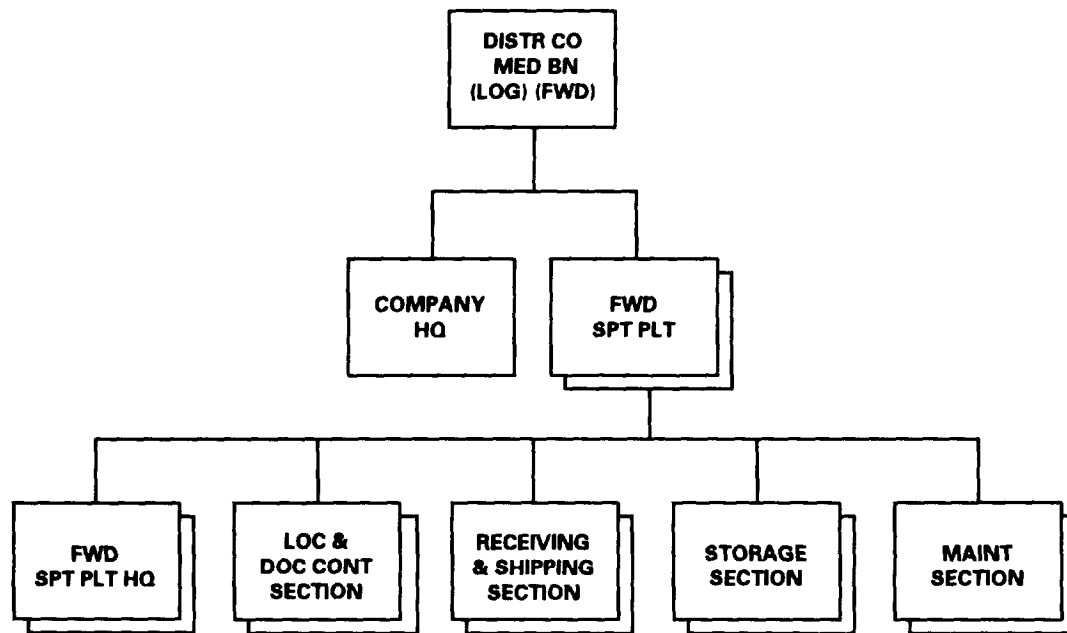 DISTR CO
MED BN
(LOG) (FWD)
COMPANY
HQ
FWD
SPT PLT
FWD
SPT PLT HQ
LOC &
DOC CONT
SECTION
RECEIVING
& SHIPPING
SECTION
STORAGE
SECTION
MAINT
SECTION